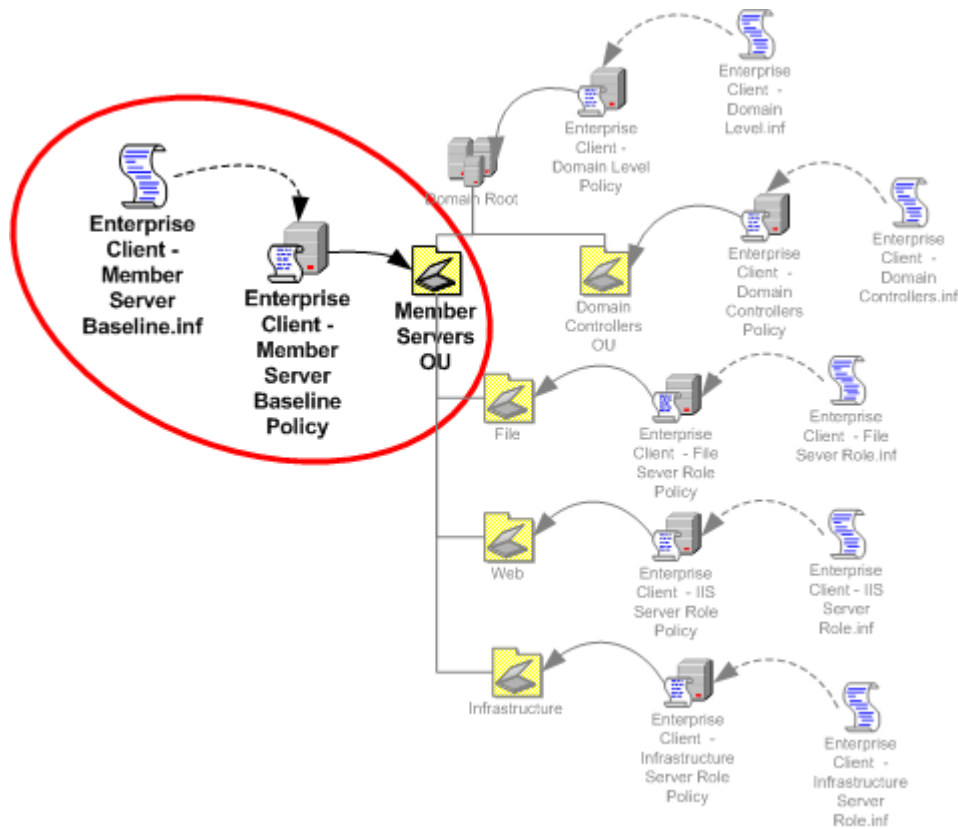 Enterprise
Client -
Domain
Level.inf
Enterprise
Client -
Domain Level
Policy
Domain Root
Enterprise
Client -
Member
Server
Baseline.inf
Enterprise
Client -
Member
Server
Baseline
Policy
Member
Servers
OU
Domain
Controllers
OU
Enterprise
Client -
Domain
Controllers
Policy
Enterprise
Client -
Domain
Controllers.inf
File
Enterprise
Client - File
Sever Role
Policy
Enterprise
Client - File
Sever Role.inf
Web
Enterprise
Client - IIS
Server Role
Policy
Enterprise
Client - IIS
Server
Role.inf
Infrastructure
Enterprise
Client -
Infrastructure
Server Role
Policy
Enterprise
Client -
Infrastructure
Server
Role.inf